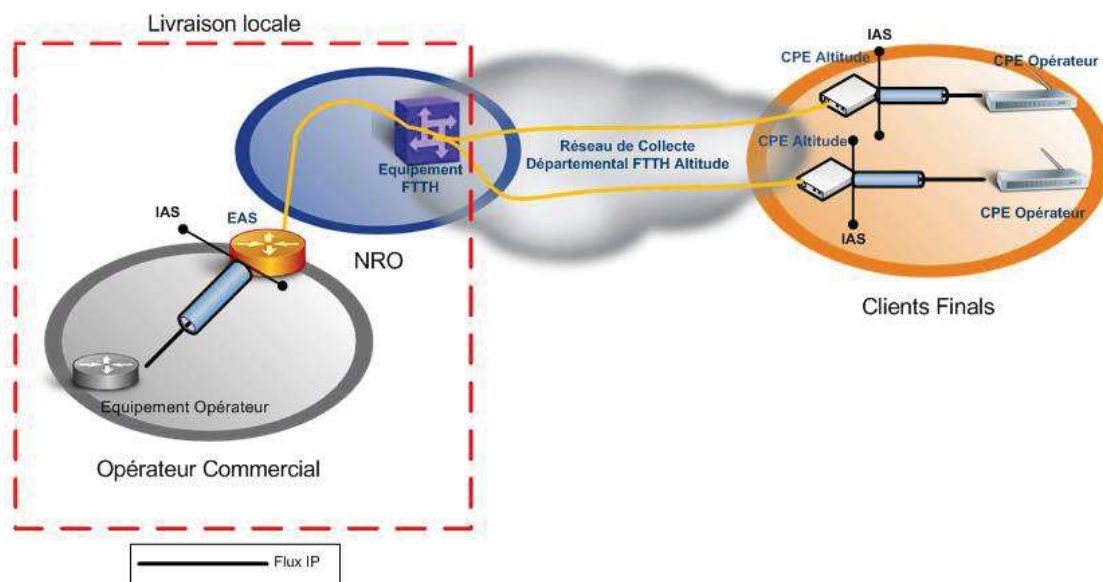 Livraison locale
IAS
CPE Altitude
CPE Opérateur
Réseau de Collecte
Départemental FTTH Altitude
CPE Altitude
Equipement
FTTH
IAS
EAS
IAS
CPE Opérateur
NRO
Clients Finals
Equipement Opérateur
Opérateur Commercial
Flux IP